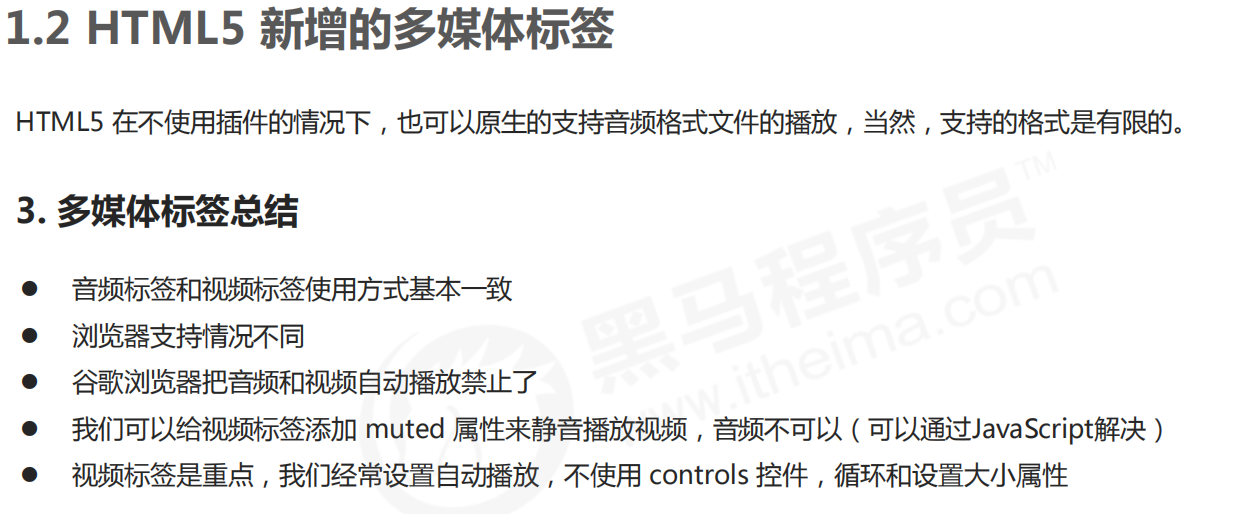 1.2 HTML5 新增的多媒体标签
HTML5 在不使用插件的情况下，也可以原生的支持音频格式文件的播放，当然，支持的格式是有限的。
3. 多媒体标签总结
● 音频标签和视频标签使用方式基本一致
● 浏览器支持情况不同
● 谷歌浏览器把音频和视频自动播放禁止了
● 我们可以给视频标签添加 muted 属性来静音播放视频，音频不可以（可以通过JavaScript解决）
● 视频标签是重点，我们经常设置自动播放，不使用 controls 控件，循环和设置大小属性
黑马程序员™
www.itheima.com